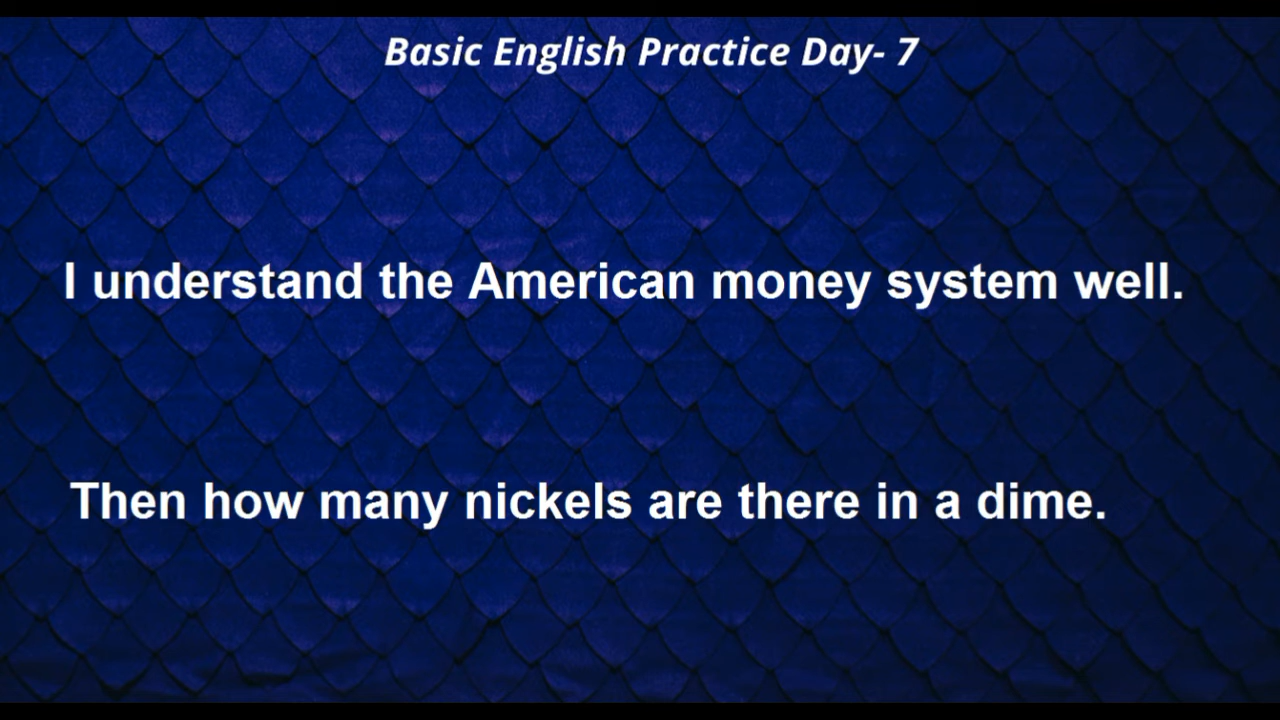 Basic English Practice Day- 7
I understand the American money system well.
Then how many nickels are there in a dime.